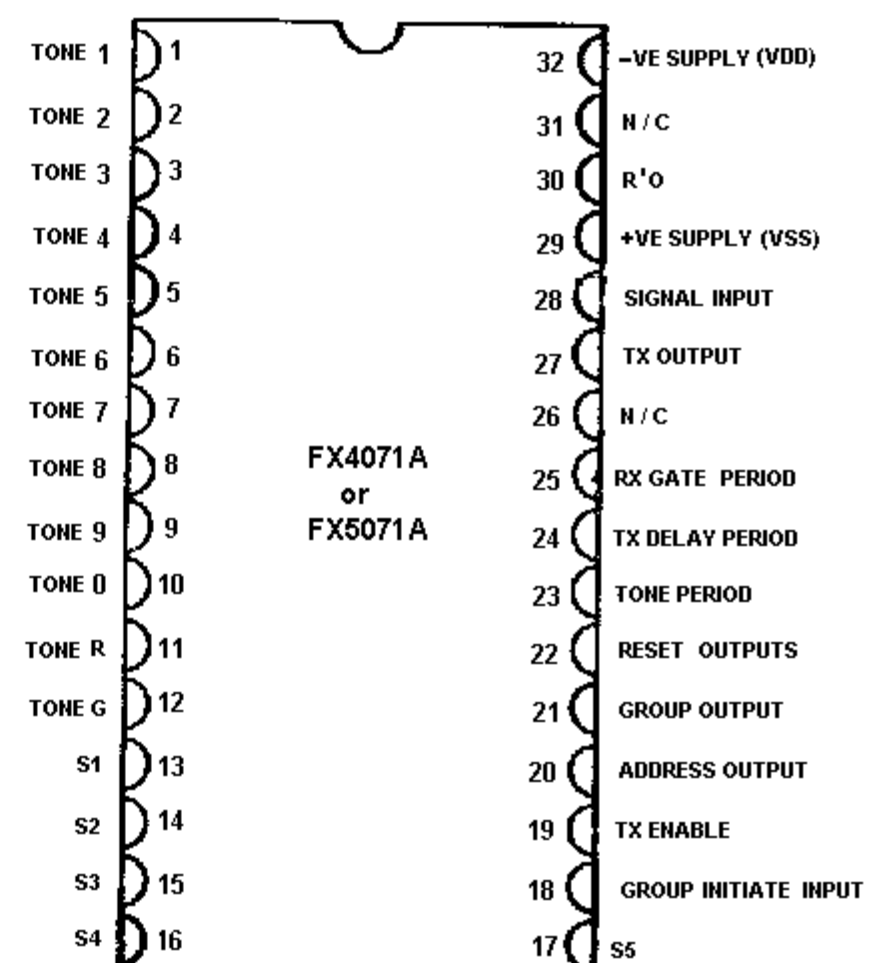 TONE 1 1 32 –VE SUPPLY (VDD)
TONE 2 2 31 N / C
TONE 3 3 30 R'O
TONE 4 4 29 +VE SUPPLY (VSS)
TONE 5 5 28 SIGNAL INPUT
TONE 6 6 27 TX OUTPUT
TONE 7 7 26 N / C
TONE 8 8 FX4071A 25 RX GATE PERIOD
or
TONE 9 9 FX5071A 24 TX DELAY PERIOD
TONE 0 10 23 TONE PERIOD
TONE R 11 22 RESET OUTPUTS
TONE G 12 21 GROUP OUTPUT
S1 13 20 ADDRESS OUTPUT
S2 14 19 TX ENABLE
S3 15 18 GROUP INITIATE INPUT
S4 16 17 S5